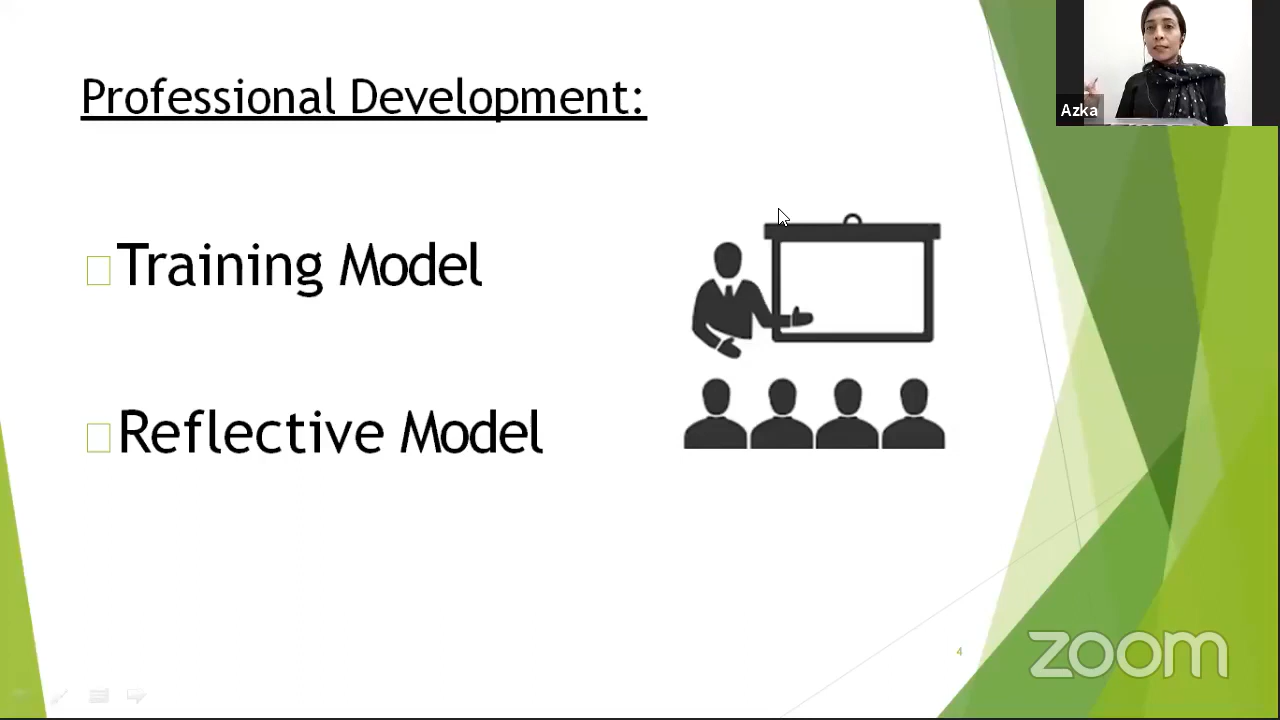 Professional Development:
Azka
Training Model
Reflective Model
4
zoom